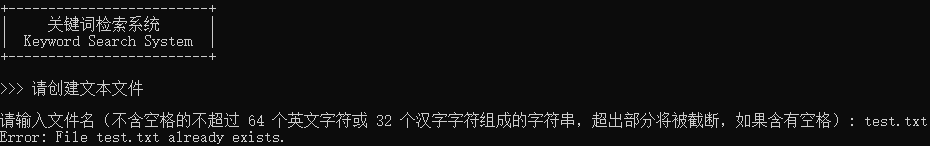 +-------------------------+
|     关键词检索系统      |
|  Keyword Search System  |
+-------------------------+
>>> 请创建文本文件
请输入文件名（不含空格的不超过 64 个英文字符或 32 个汉字字符组成的字符串，超出部分将被截断，如果含有空格）: test.txt
Error: File test.txt already exists.